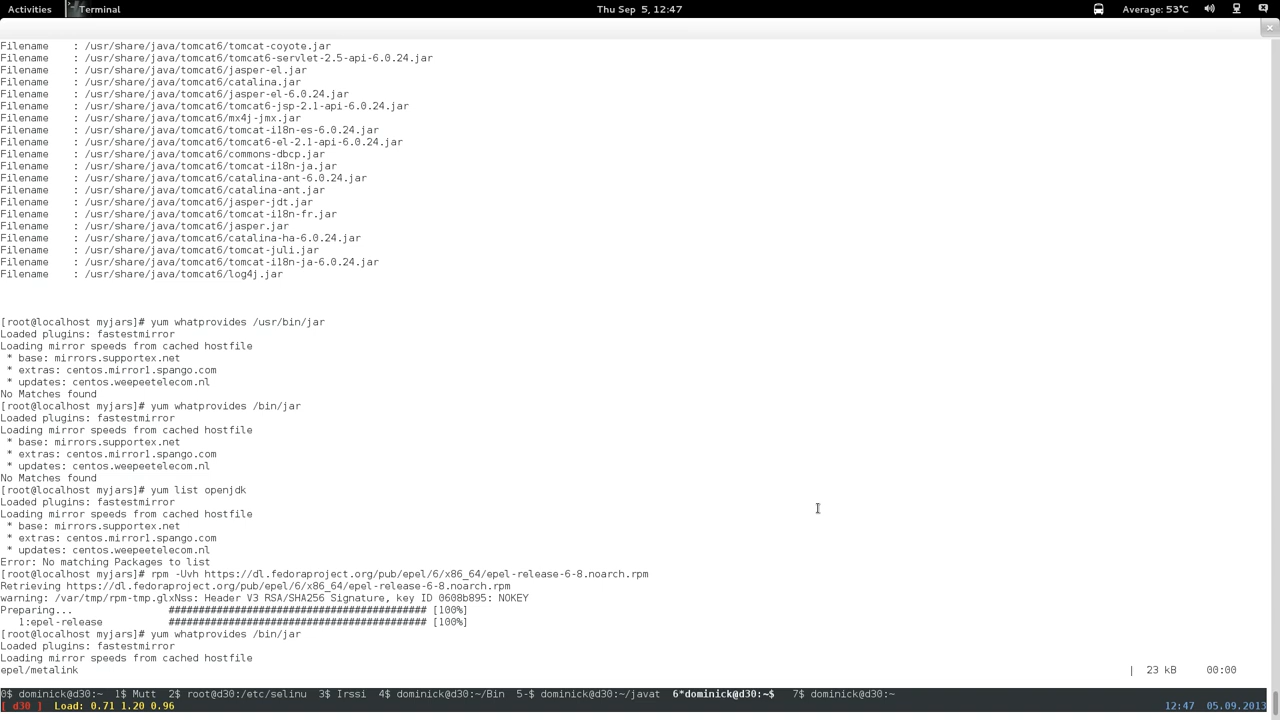 Activities Terminal Thu Sep 5, 12:47 Average: 53°C
Filename    : /usr/share/java/tomcat6/tomcat-coyote.jar
Filename    : /usr/share/java/tomcat6/tomcat6-servlet-2.5-api-6.0.24.jar
Filename    : /usr/share/java/tomcat6/jasper-el.jar
Filename    : /usr/share/java/tomcat6/catalina.jar
Filename    : /usr/share/java/tomcat6/jasper-el-6.0.24.jar
Filename    : /usr/share/java/tomcat6/tomcat6-jsp-2.1-api-6.0.24.jar
Filename    : /usr/share/java/tomcat6/mx4j-jmx.jar
Filename    : /usr/share/java/tomcat6/tomcat-i18n-es-6.0.24.jar
Filename    : /usr/share/java/tomcat6/tomcat6-el-2.1-api-6.0.24.jar
Filename    : /usr/share/java/tomcat6/commons-dbcp.jar
Filename    : /usr/share/java/tomcat6/tomcat-i18n-ja.jar
Filename    : /usr/share/java/tomcat6/catalina-ant-6.0.24.jar
Filename    : /usr/share/java/tomcat6/catalina-ant.jar
Filename    : /usr/share/java/tomcat6/jasper-jdt.jar
Filename    : /usr/share/java/tomcat6/tomcat-i18n-fr.jar
Filename    : /usr/share/java/tomcat6/jasper.jar
Filename    : /usr/share/java/tomcat6/catalina-ha-6.0.24.jar
Filename    : /usr/share/java/tomcat6/tomcat-juli.jar
Filename    : /usr/share/java/tomcat6/tomcat-i18n-ja-6.0.24.jar
Filename    : /usr/share/java/tomcat6/log4j.jar
[root@localhost myjars]# yum whatprovides /usr/bin/jar
Loaded plugins: fastestmirror
Loading mirror speeds from cached hostfile
 * base: mirrors.supportex.net
 * extras: centos.mirror1.spango.com
 * updates: centos.weepeetelecom.nl
No Matches found
[root@localhost myjars]# yum whatprovides /bin/jar
Loaded plugins: fastestmirror
Loading mirror speeds from cached hostfile
 * base: mirrors.supportex.net
 * extras: centos.mirror1.spango.com
 * updates: centos.weepeetelecom.nl
No Matches found
[root@localhost myjars]# yum list openjdk
Loaded plugins: fastestmirror
Loading mirror speeds from cached hostfile
 * base: mirrors.supportex.net
 * extras: centos.mirror1.spango.com
 * updates: centos.weepeetelecom.nl
Error: No matching Packages to list
[root@localhost myjars]# rpm -Uvh https://dl.fedoraproject.org/pub/epel/6/x86_64/epel-release-6-8.noarch.rpm
Retrieving https://dl.fedoraproject.org/pub/epel/6/x86_64/epel-release-6-8.noarch.rpm
warning: /var/tmp/rpm-tmp.glxNss: Header V3 RSA/SHA256 Signature, key ID 0608b895: NOKEY
Preparing...                ########################################### [100%]
   1:epel-release           ########################################### [100%]
[root@localhost myjars]# yum whatprovides /bin/jar
Loaded plugins: fastestmirror
Loading mirror speeds from cached hostfile
epel/metalink | 23 kB 00:00
0$ dominick@d30:~ 1$ Mutt 2$ root@d30:/etc/selinu 3$ Irssi 4$ dominick@d30:~/Bin 5-$ dominick@d30:~/javat 6*dominick@d30:~$ 7$ dominick@d30:~
[ d30 ] Load: 0.71 1.20 0.96 12:47 05.09.2013